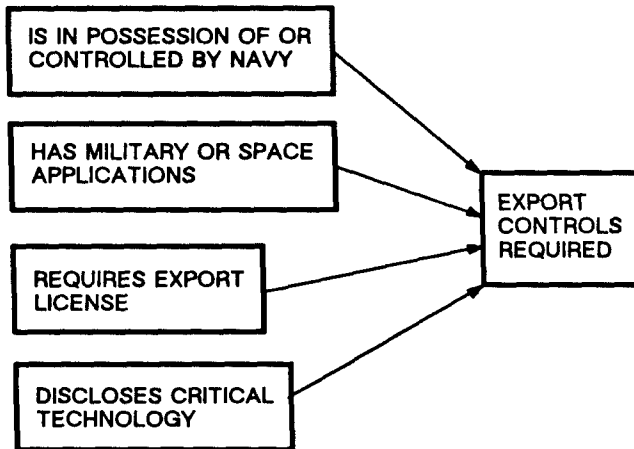 IS IN POSSESSION OF OR
CONTROLLED BY NAVY
HAS MILITARY OR SPACE
APPLICATIONS
EXPORT
CONTROLS
REQUIRED
REQUIRES EXPORT
LICENSE
DISCLOSES CRITICAL
TECHNOLOGY